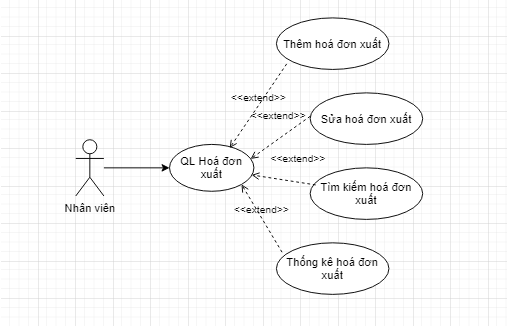 Thêm hoá đơn xuất
<<extend>>
<<extend>>
Sửa hoá đơn xuất
QL Hoá đơn
xuất
<<extend>>
Tìm kiếm hoá đơn
xuất
Nhân viên
<<extend>>
Thống kê hoá đơn
xuất